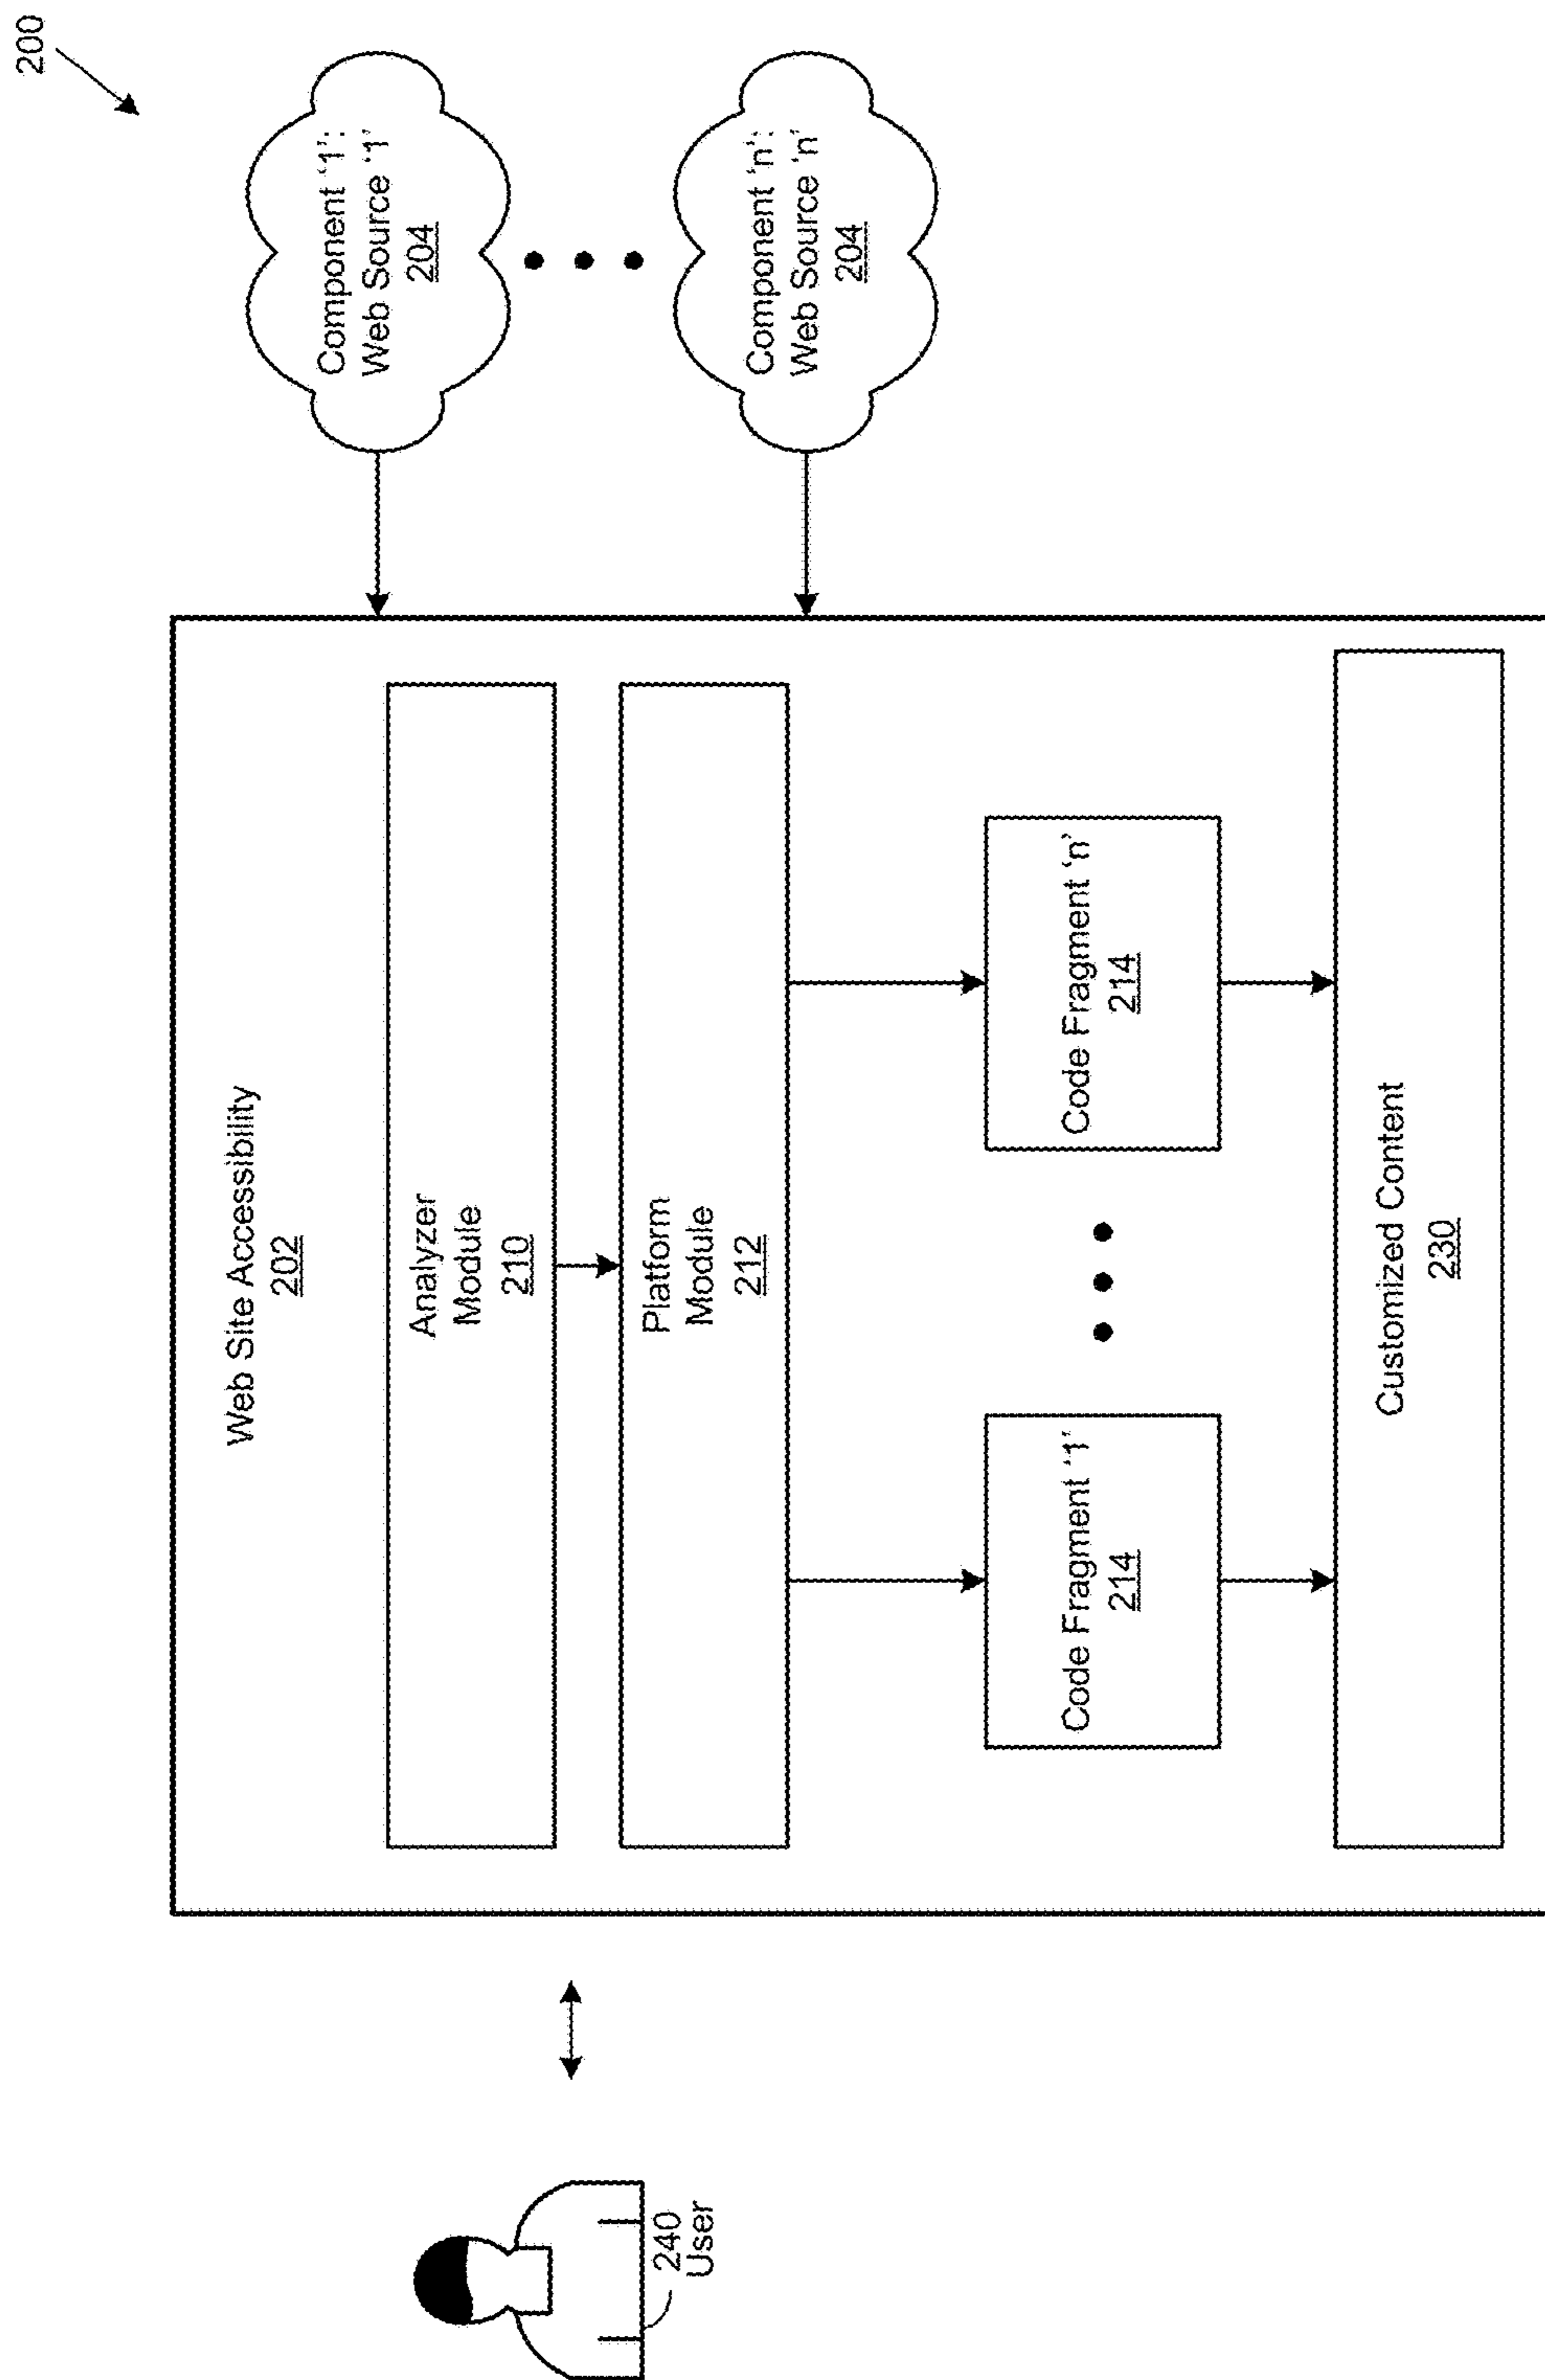 200
Web Site Accessibility
202
Analyzer
Module
210
Platform
Module
212
Code Fragment ‘1’
214
Code Fragment ‘n’
214
Customized Content
230
Component ‘1’:
Web Source ‘1’
204
Component ‘n’:
Web Source ‘n’
204
240
User